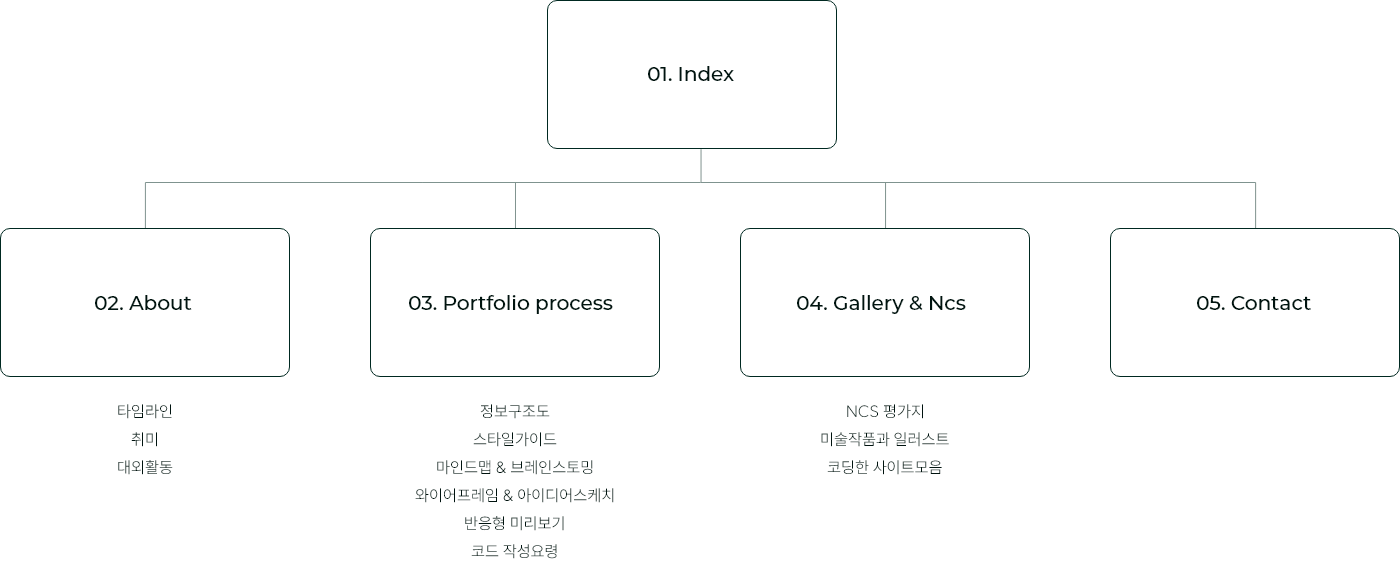 01. Index
02. About
03. Portfolio process
04. Gallery & Ncs
05. Contact
타임라인
취미
대외활동
정보구조도
스타일가이드
마인드맵 & 브레인스토밍
와이어프레임 & 아이디어스케치
반응형 미리보기
코드 작성요령
NCS 평가지
미술작품과 일러스트
코딩한 사이트모음